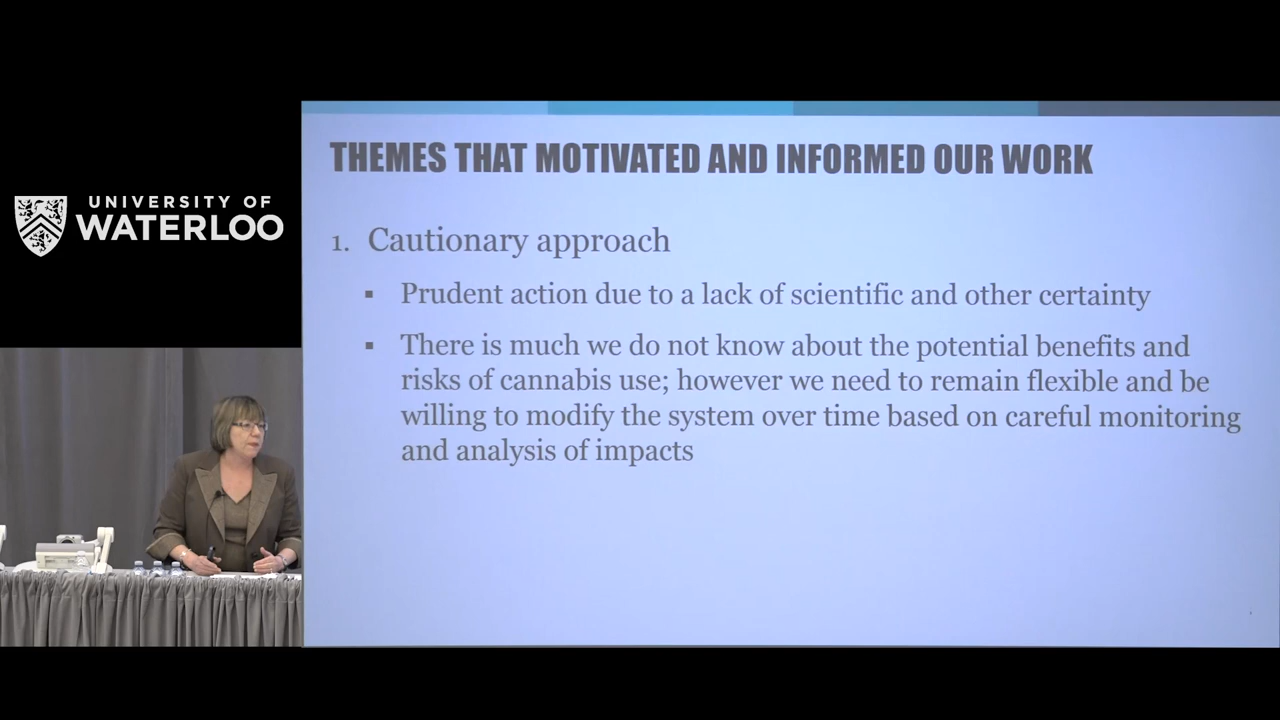 UNIVERSITY OF
WATERLOO
THEMES THAT MOTIVATED AND INFORMED OUR WORK
1. Cautionary approach
▪ Prudent action due to a lack of scientific and other certainty
▪ There is much we do not know about the potential benefits and
risks of cannabis use; however we need to remain flexible and be
willing to modify the system over time based on careful monitoring
and analysis of impacts